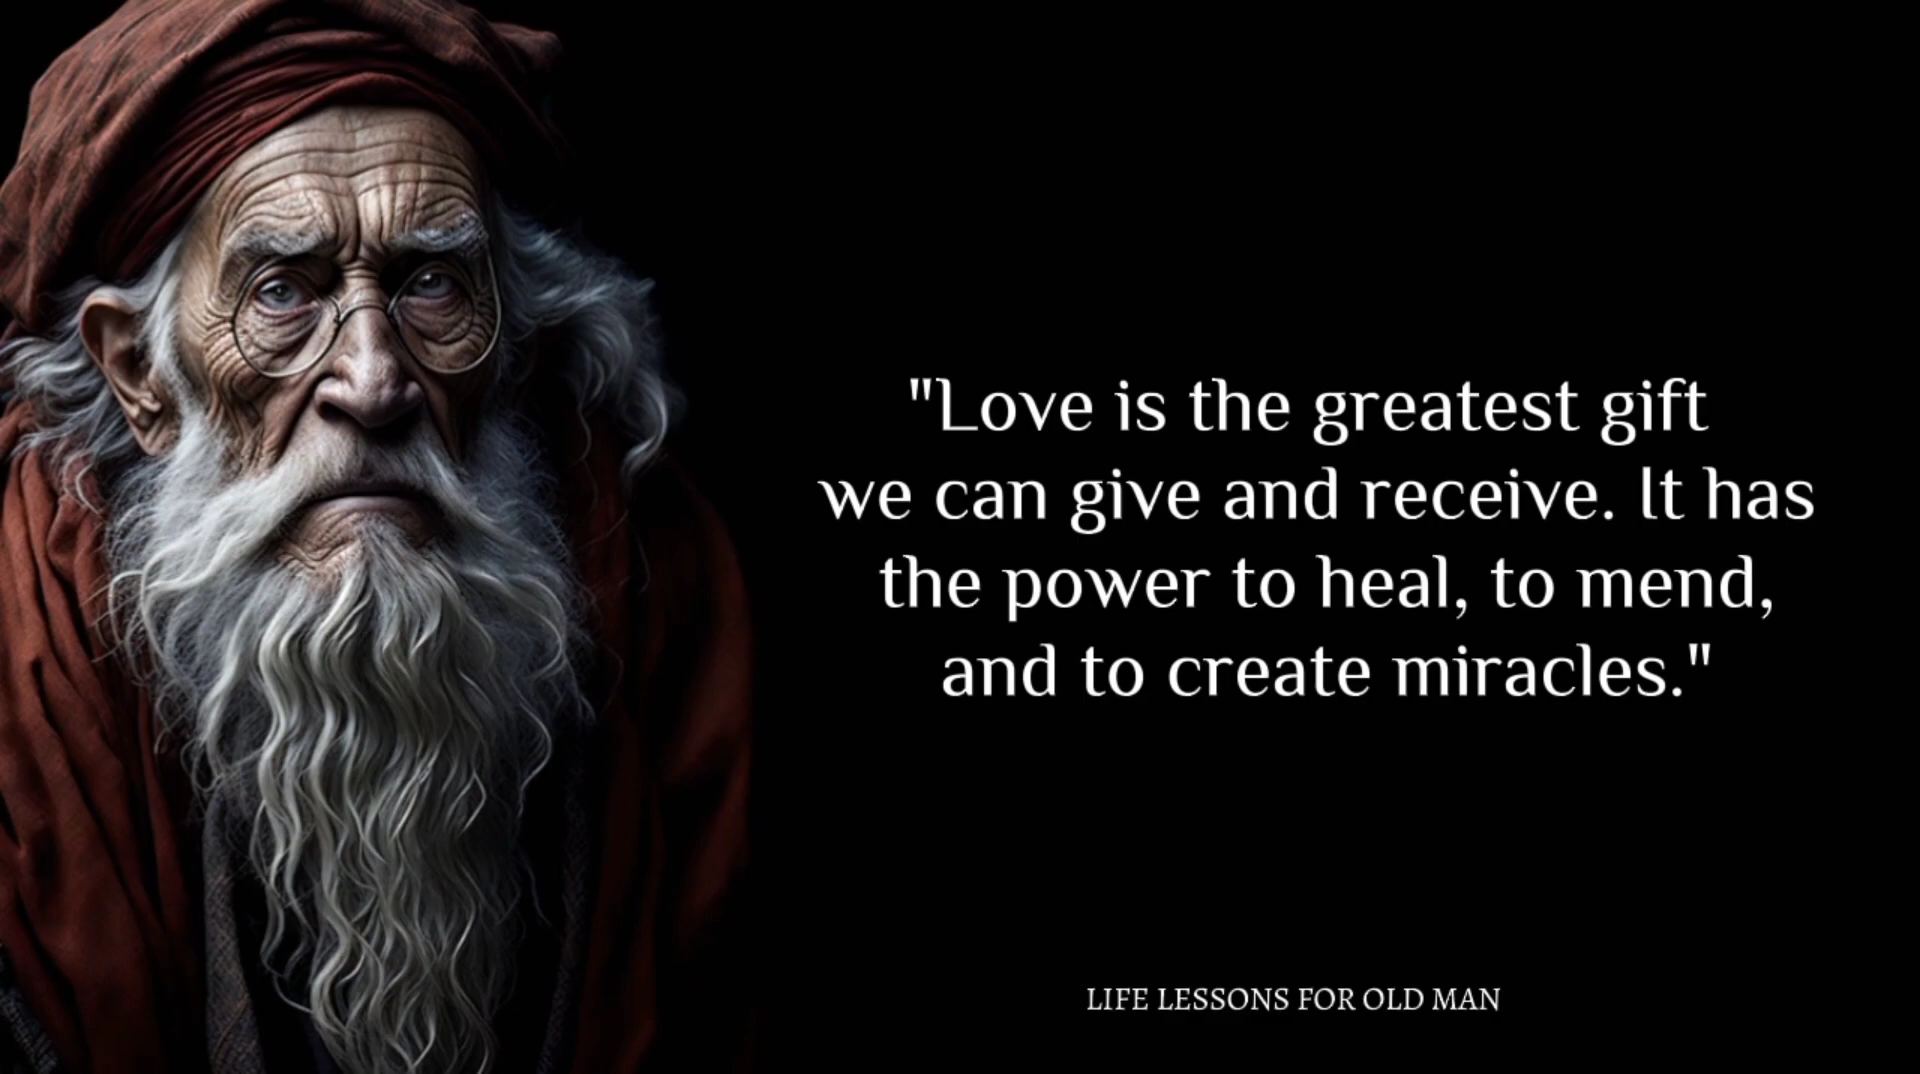 "Love is the greatest gift
we can give and receive. It has
the power to heal, to mend,
and to create miracles."
LIFE LESSONS FOR OLD MAN